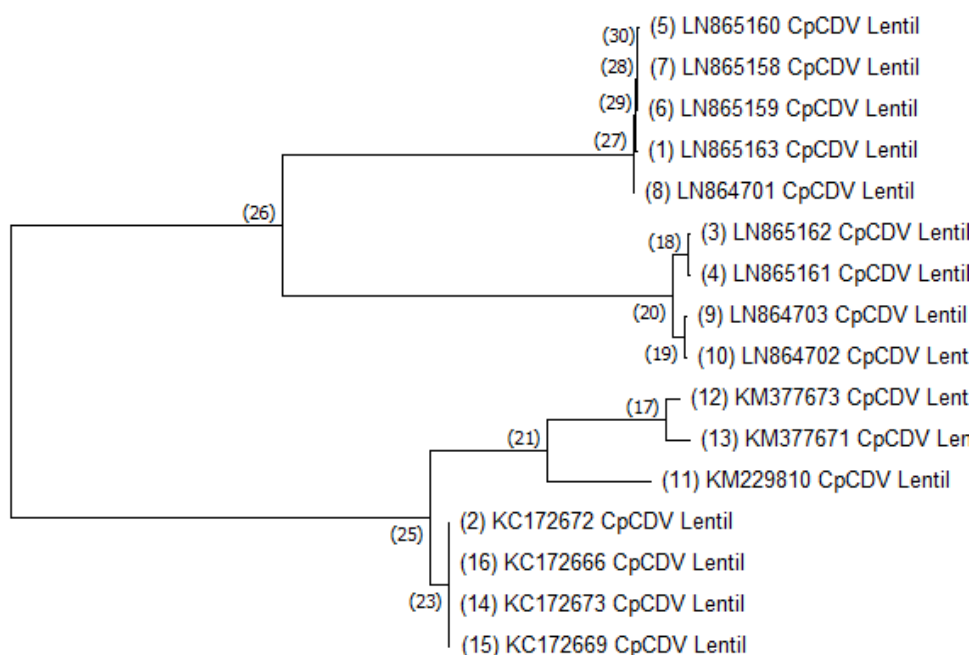 (5) LN865160 CpCDV Lentil
(30)
(28)
(7) LN865158 CpCDV Lentil
(29)
(6) LN865159 CpCDV Lentil
(27)
(1) LN865163 CpCDV Lentil
(8) LN864701 CpCDV Lentil
(26)
(3) LN865162 CpCDV Lentil
(18)
(4) LN865161 CpCDV Lentil
(20)
(9) LN864703 CpCDV Lentil
(19)
(10) LN864702 CpCDV Lent
(12) KM377673 CpCDV Lent
(17)
(21)
(13) KM377671 CpCDV Len
(11) KM229810 CpCDV Lentil
(25)
(2) KC172672 CpCDV Lentil
(16) KC172666 CpCDV Lentil
(23)
(14) KC172673 CpCDV Lentil
(15) KC172669 CpCDV Lentil